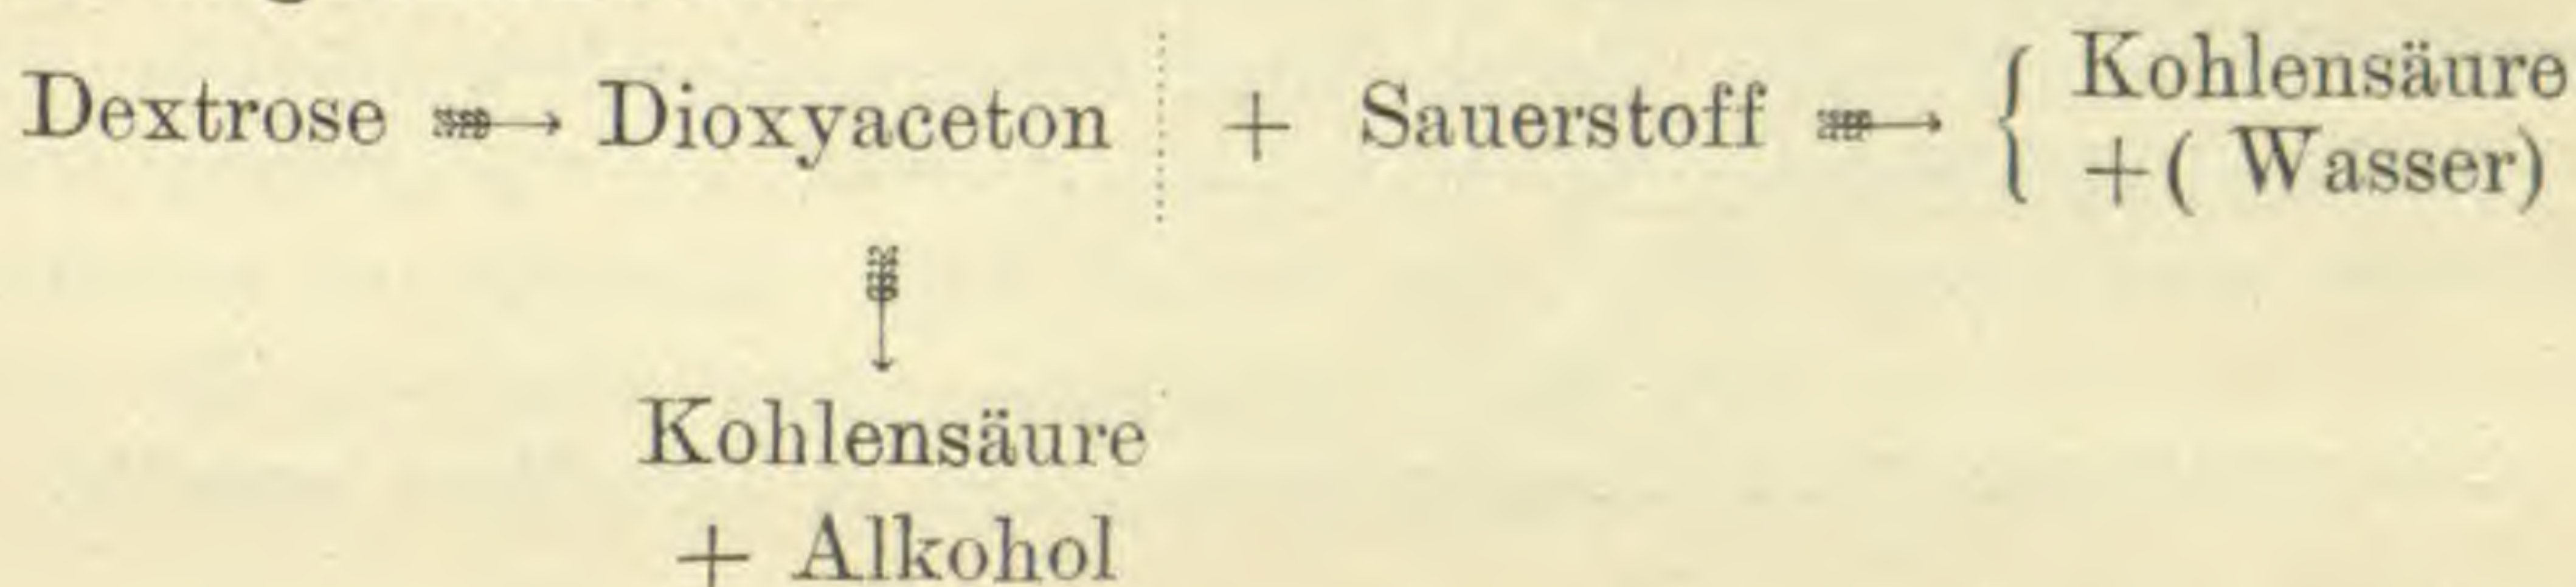 Dextrose ⟶ Dioxyaceton + Sauerstoff ⟶ { Kohlensäure
+( Wasser)
Kohlensäure
+ Alkohol